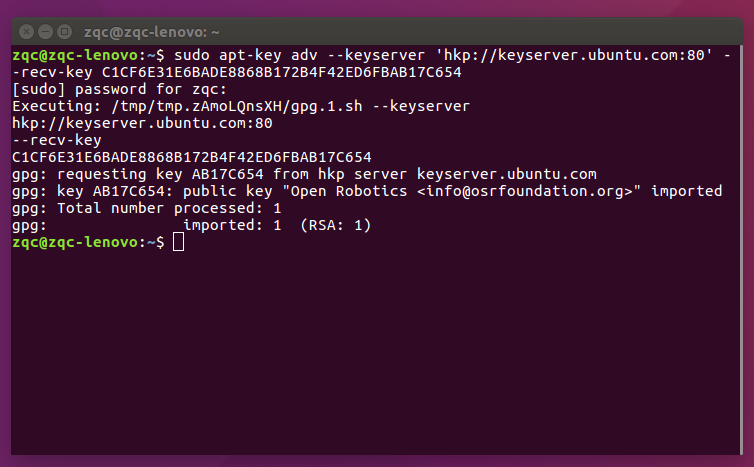 zqc@zqc-lenovo: ~
zqc@zqc-lenovo:~$ sudo apt-key adv --keyserver 'hkp://keyserver.ubuntu.com:80' -
-recv-key C1CF6E31E6BADE8868B172B4F42ED6FBAB17C654
[sudo] password for zqc:
Executing: /tmp/tmp.zAmoLQnsXH/gpg.1.sh --keyserver
hkp://keyserver.ubuntu.com:80
--recv-key
C1CF6E31E6BADE8868B172B4F42ED6FBAB17C654
gpg: requesting key AB17C654 from hkp server keyserver.ubuntu.com
gpg: key AB17C654: public key "Open Robotics <info@osrfoundation.org>" imported
gpg: Total number processed: 1
gpg:               imported: 1  (RSA: 1)
zqc@zqc-lenovo:~$